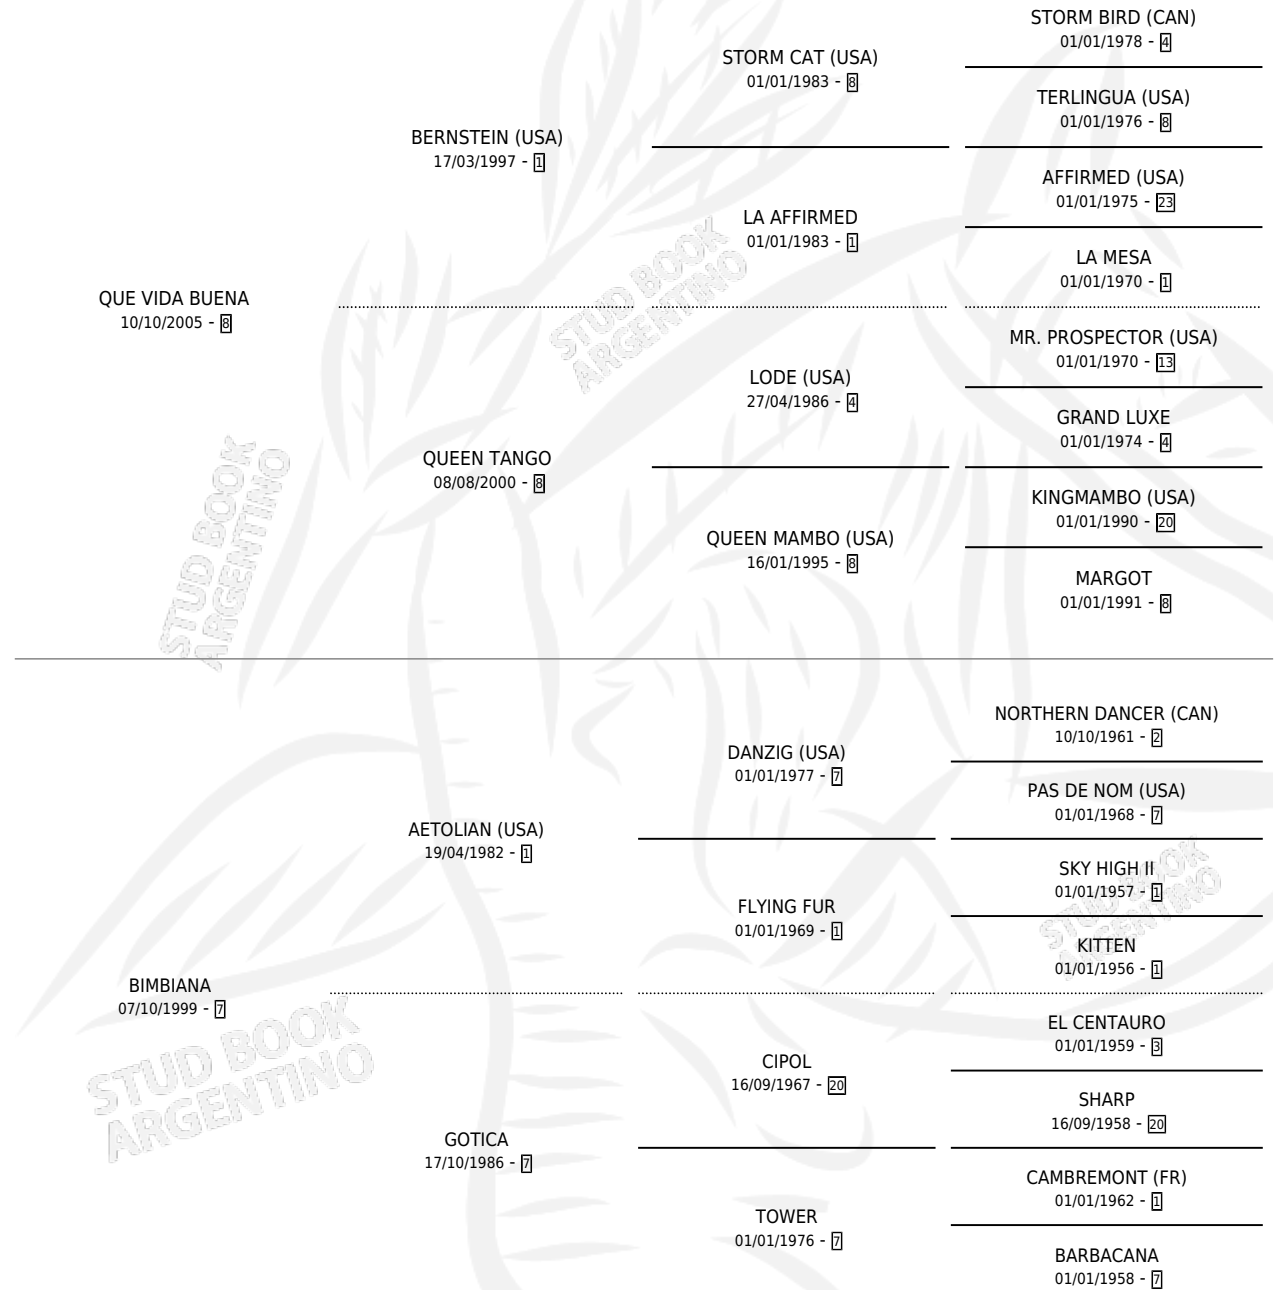 STORM BIRD (CAN)
01/01/1978 - 4
STORM CAT (USA)
01/01/1983 - 8
TERLINGUA (USA)
01/01/1976 - 8
BERNSTEIN (USA)
17/03/1997 - 1
AFFIRMED (USA)
01/01/1975 - 23
LA AFFIRMED
01/01/1983 - 1
LA MESA
01/01/1970 - 1
QUE VIDA BUENA
10/10/2005 - 8
MR. PROSPECTOR (USA)
01/01/1970 - 13
LODE (USA)
27/04/1986 - 4
GRAND LUXE
01/01/1974 - 4
QUEEN TANGO
08/08/2000 - 8
KINGMAMBO (USA)
01/01/1990 - 20
QUEEN MAMBO (USA)
16/01/1995 - 8
MARGOT
01/01/1991 - 8
NORTHERN DANCER (CAN)
10/10/1961 - 2
DANZIG (USA)
01/01/1977 - 7
PAS DE NOM (USA)
01/01/1968 - 7
AETOLIAN (USA)
19/04/1982 - 1
SKY HIGH II
01/01/1957 - 1
FLYING FUR
01/01/1969 - 1
KITTEN
01/01/1956 - 1
BIMBIANA
07/10/1999 - 7
EL CENTAURO
01/01/1959 - 3
CIPOL
16/09/1967 - 20
SHARP
16/09/1958 - 20
GOTICA
17/10/1986 - 7
CAMBREMONT (FR)
01/01/1962 - 1
TOWER
01/01/1976 - 7
BARBACANA
01/01/1958 - 7
STUD BOOK
ARGENTINO
STUD BOOK
ARGENTINO
STUD BOOK
ARGENTINO
STUD BOOK
ARGENTINO